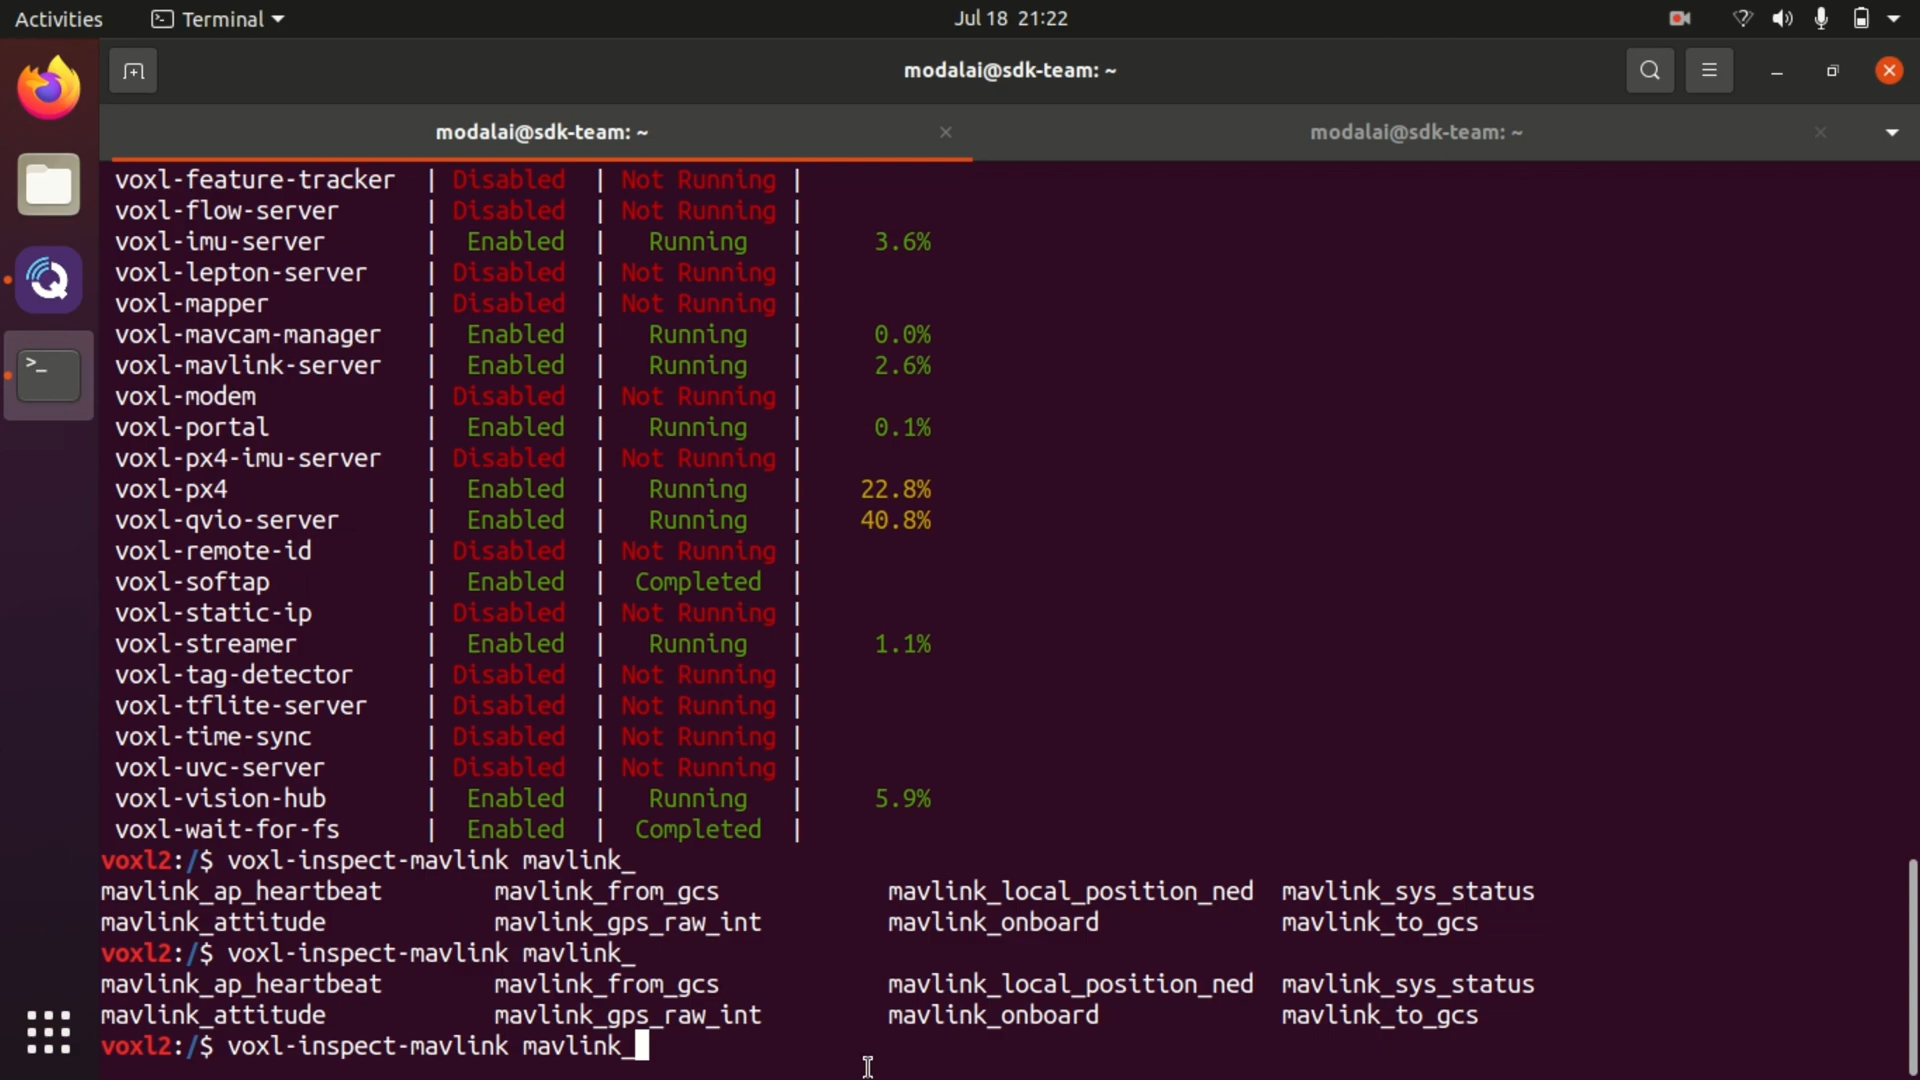 Activities Terminal Jul 18 21:22
modalai@sdk-team: ~
modalai@sdk-team: ~ modalai@sdk-team: ~
voxl-feature-tracker | Disabled | Not Running |
voxl-flow-server | Disabled | Not Running |
voxl-imu-server | Enabled | Running | 3.6%
voxl-lepton-server | Disabled | Not Running |
voxl-mapper | Disabled | Not Running |
voxl-mavcam-manager | Enabled | Running | 0.0%
voxl-mavlink-server | Enabled | Running | 2.6%
voxl-modem | Disabled | Not Running |
voxl-portal | Enabled | Running | 0.1%
voxl-px4-imu-server | Disabled | Not Running |
voxl-px4 | Enabled | Running | 22.8%
voxl-qvio-server | Enabled | Running | 40.8%
voxl-remote-id | Disabled | Not Running |
voxl-softap | Enabled | Completed |
voxl-static-ip | Disabled | Not Running |
voxl-streamer | Enabled | Running | 1.1%
voxl-tag-detector | Disabled | Not Running |
voxl-tflite-server | Disabled | Not Running |
voxl-time-sync | Disabled | Not Running |
voxl-uvc-server | Disabled | Not Running |
voxl-vision-hub | Enabled | Running | 5.9%
voxl-wait-for-fs | Enabled | Completed |
voxl2:/$ voxl-inspect-mavlink mavlink_
mavlink_ap_heartbeat mavlink_from_gcs mavlink_local_position_ned mavlink_sys_status
mavlink_attitude mavlink_gps_raw_int mavlink_onboard mavlink_to_gcs
voxl2:/$ voxl-inspect-mavlink mavlink_
mavlink_ap_heartbeat mavlink_from_gcs mavlink_local_position_ned mavlink_sys_status
mavlink_attitude mavlink_gps_raw_int mavlink_onboard mavlink_to_gcs
voxl2:/$ voxl-inspect-mavlink mavlink_